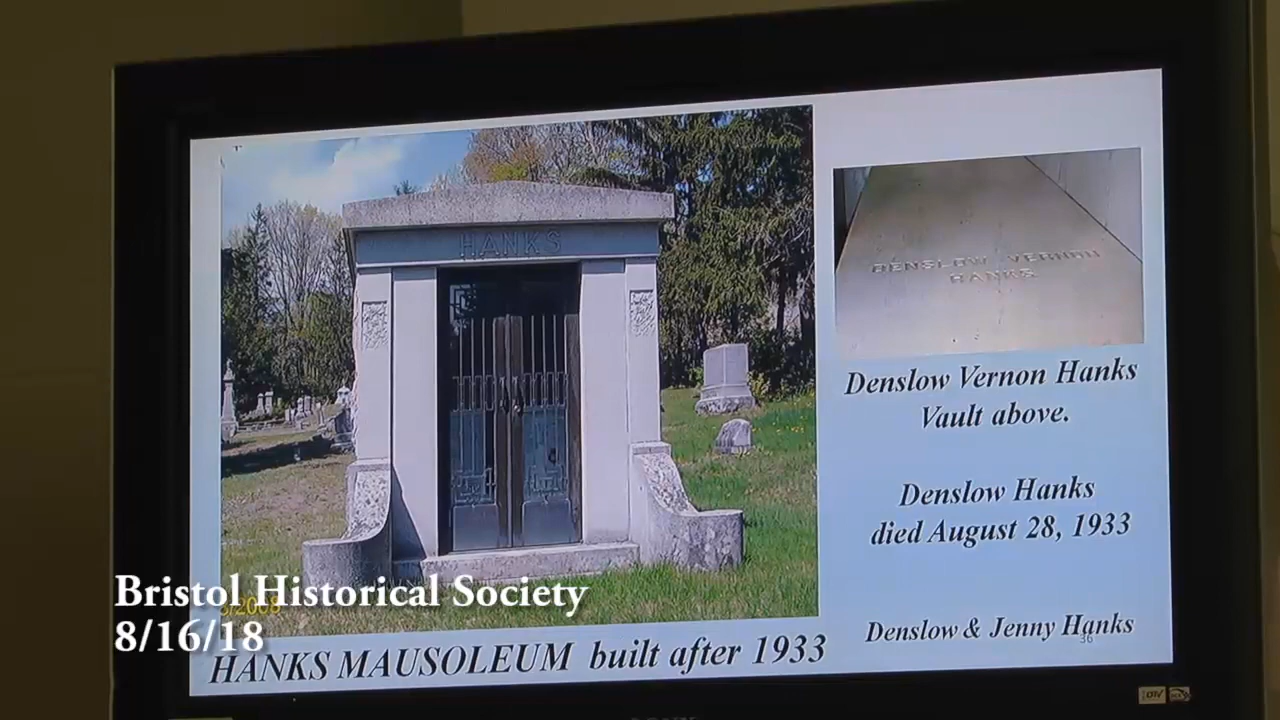 HANKS
DENSLOW VERNON
HANKS
Denslow Vernon Hanks
Vault above.
Denslow Hanks
died August 28, 1933
Denslow & Jenny Hanks
36
HANKS MAUSOLEUM built after 1933
Bristol Historical Society
8/16/18